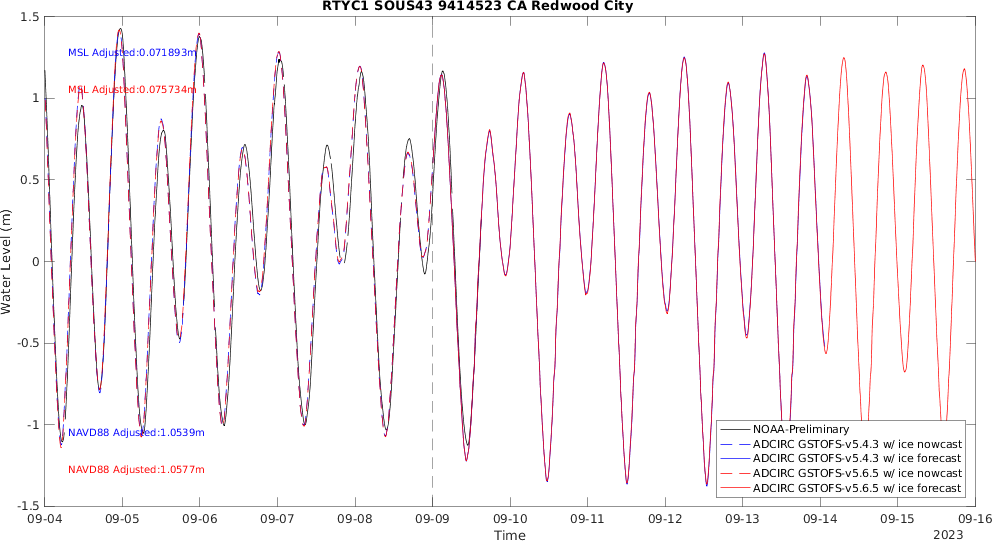 RTYC1 SOUS43 9414523 CA Redwood City
1.5
1
0.5
0
-0.5
-1
-1.5
Water Level (m)
MSL Adjusted:0.071893m
MSL Adjusted:0.075734m
NAVD88 Adjusted:1.0539m
NAVD88 Adjusted:1.0577m
NOAA-Preliminary
ADCIRC GSTOFS-v5.4.3 w/ ice nowcast
ADCIRC GSTOFS-v5.4.3 w/ ice forecast
ADCIRC GSTOFS-v5.6.5 w/ ice nowcast
ADCIRC GSTOFS-v5.6.5 w/ ice forecast
09-04 09-05 09-06 09-07 09-08 09-09 09-10 09-11 09-12 09-13 09-14 09-15 09-16
Time
2023